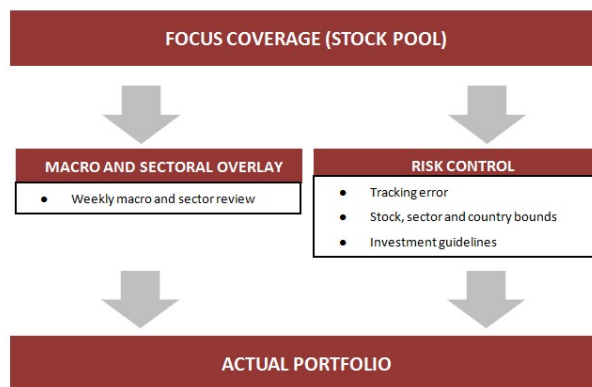 FOCUS COVERAGE (STOCK POOL)
MACRO AND SECTORAL OVERLAY
● Weekly macro and sector review
RISK CONTROL
● Tracking error
● Stock, sector and country bounds
● Investment guidelines
ACTUAL PORTFOLIO